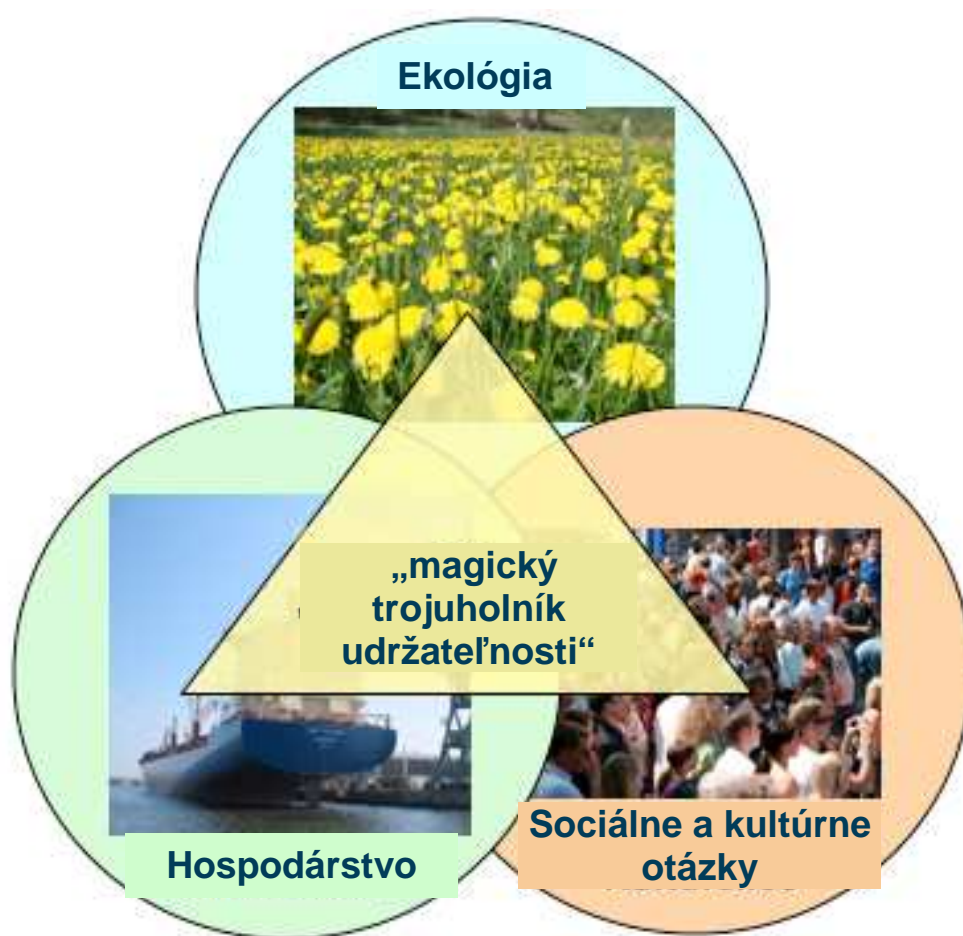 Ekológia
„magický
trojuholník
udržateľnosti“
Sociálne a kultúrne
otázky
Hospodárstvo